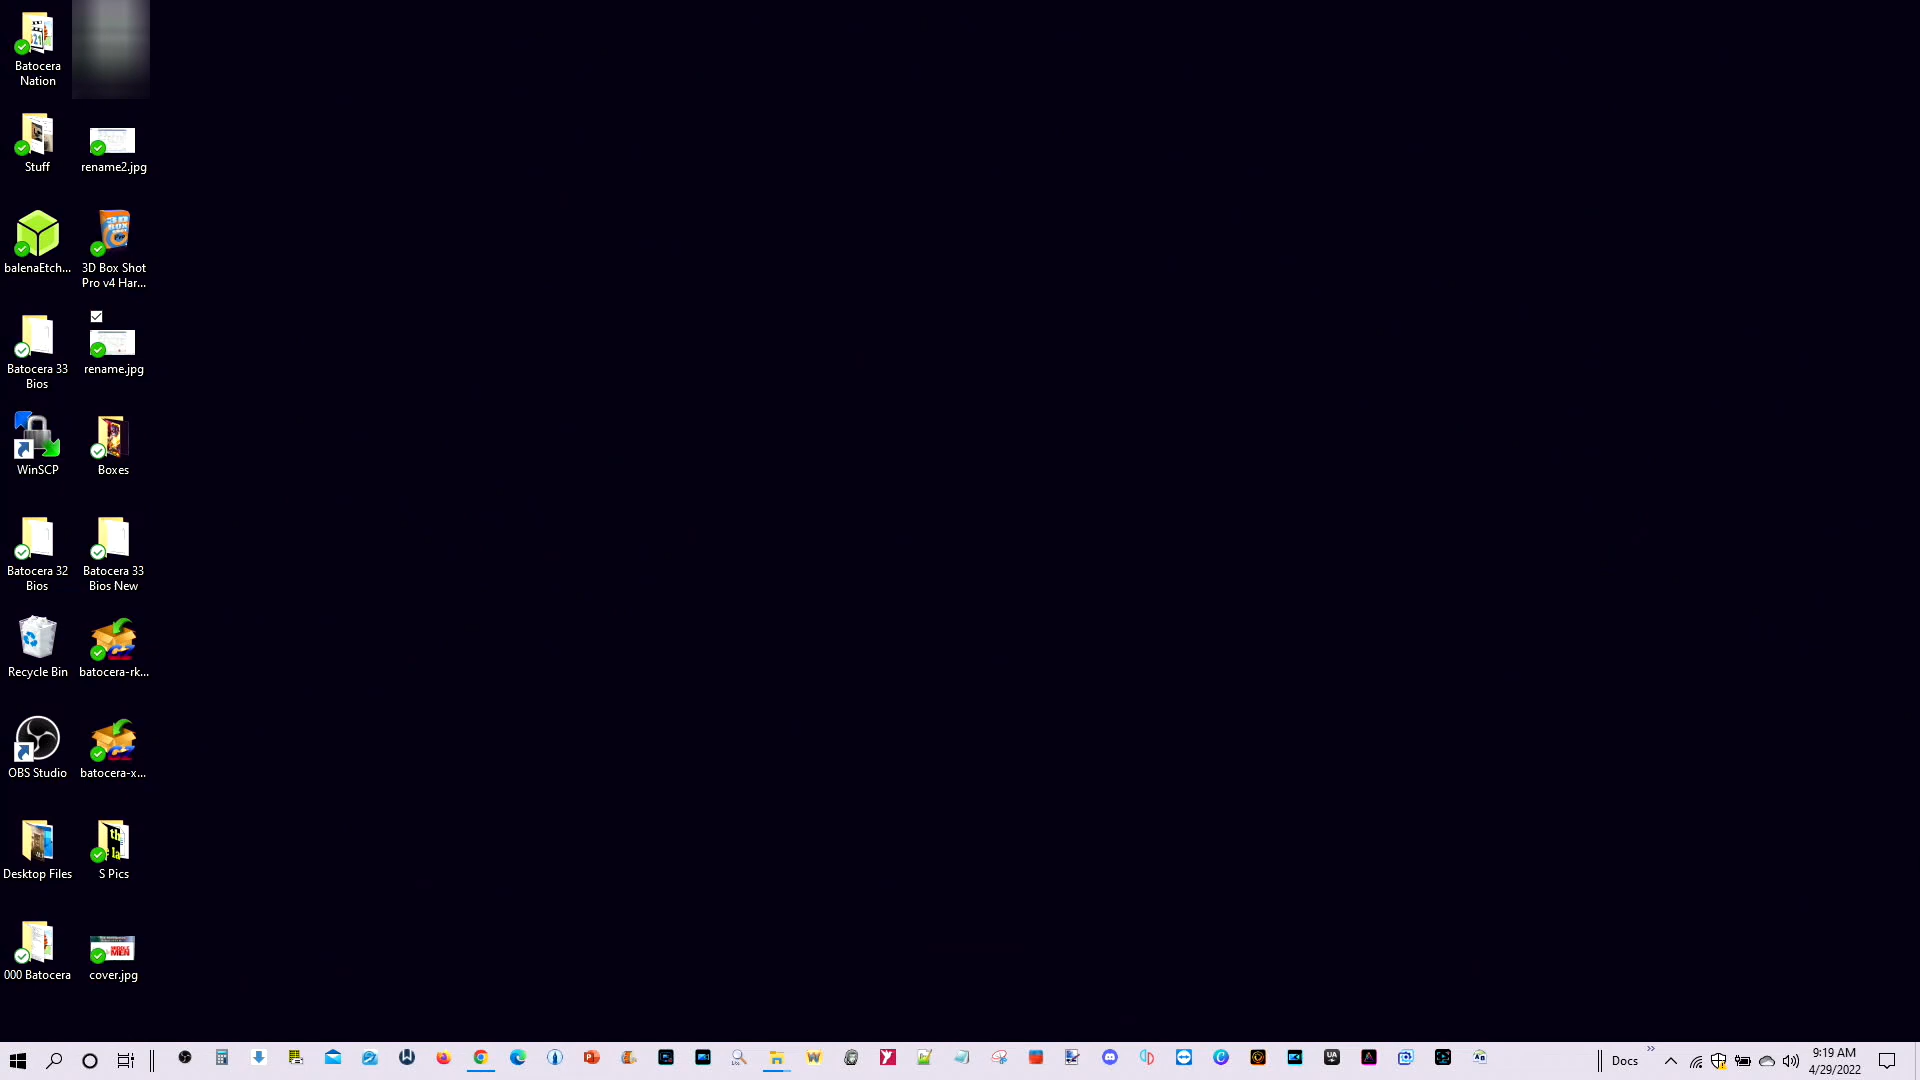 Batocera
Nation
Stuff
rename2.jpg
balenaEtch...
3D Box Shot
Pro v4 Har...
Batocera 33
Bios
rename.jpg
WinSCP
Boxes
Batocera 32
Bios
Batocera 33
Bios New
Recycle Bin
batocera-rk...
OBS Studio
batocera-x...
Desktop Files
S Pics
000 Batocera
cover.jpg
Docs
9:19 AM
4/29/2022